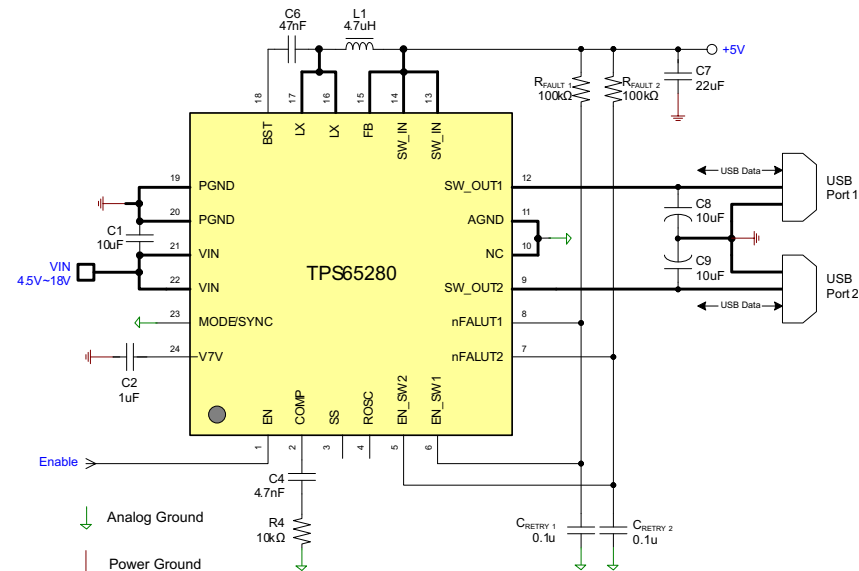 C6
47nF
L1
4.7uH
+5V
R_FAULT 1
100kΩ
R_FAULT 2
100kΩ
C7
22uF
18
17
16
15
14
13
BST
LX
LX
FB
SW_IN
SW_IN
19
PGND
20
PGND
C1
10uF
21
VIN
VIN
4.5V~18V
22
VIN
23
MODE/SYNC
24
V7V
C2
1uF
TPS65280
SW_OUT1
12
AGND
11
NC
10
SW_OUT2
9
nFALUT1
8
nFALUT2
7
USB Data
USB
Port 1
C8
10uF
C9
10uF
USB
Port 2
USB Data
EN
COMP
SS
ROSC
EN_SW2
EN_SW1
1
2
3
4
5
6
Enable
C4
4.7nF
R4
10kΩ
C_RETRY 1
0.1u
C_RETRY 2
0.1u
Analog Ground
Power Ground